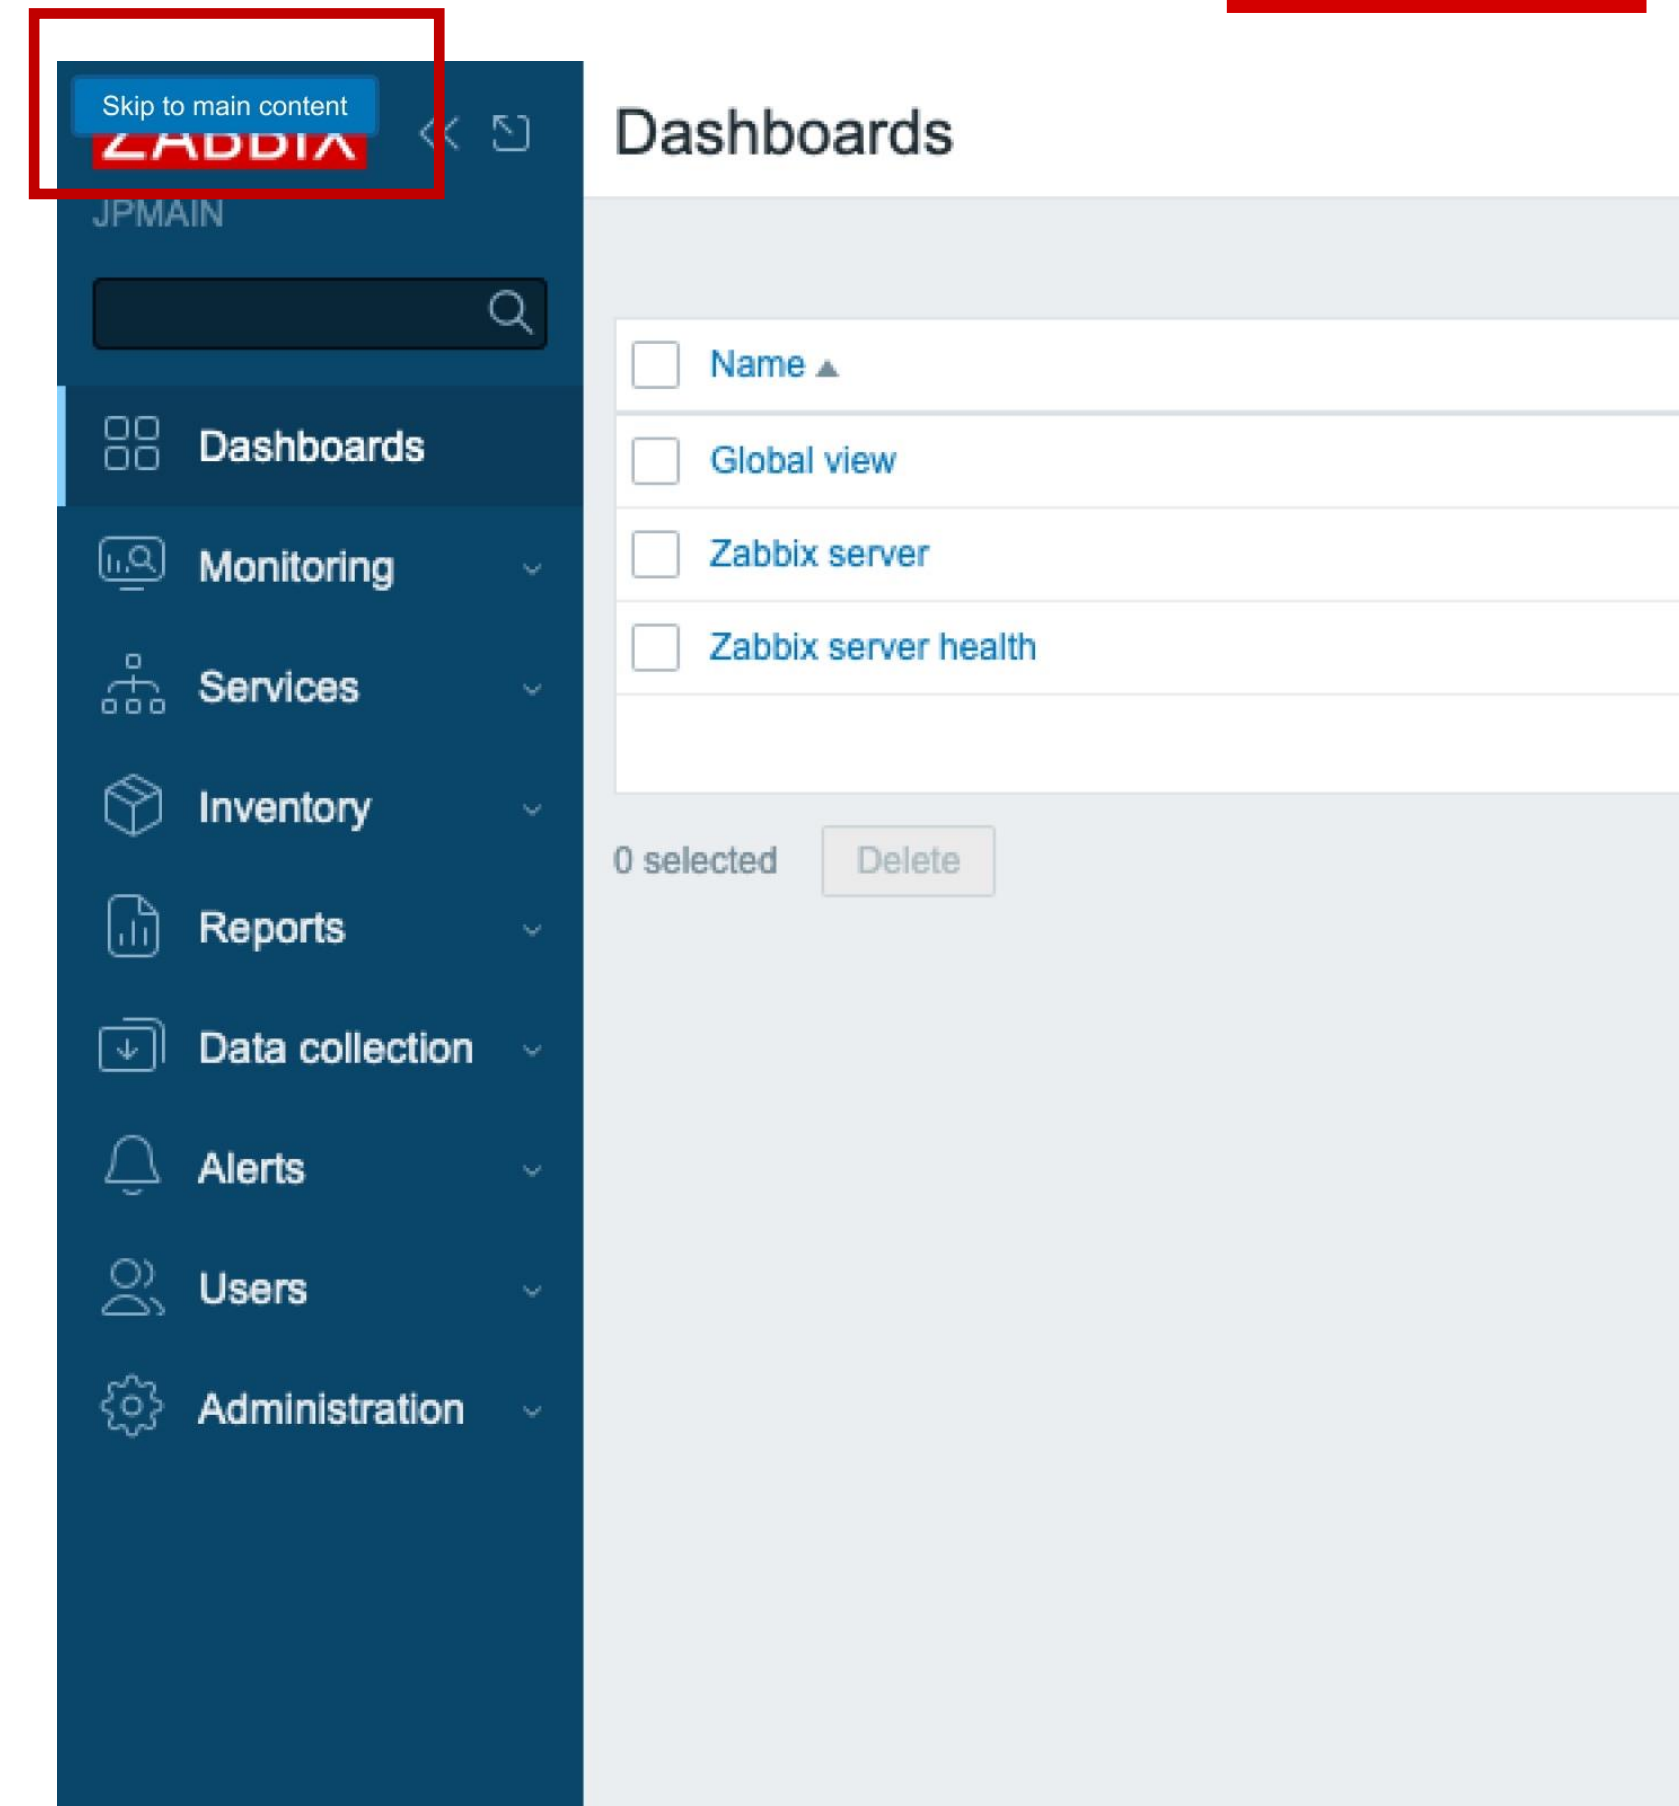 Skip to main content
ZABBIX
JPMAIN
Dashboards
Monitoring
Services
Inventory
Reports
Data collection
Alerts
Users
Administration
Dashboards
Name
Global view
Zabbix server
Zabbix server health
0 selected
Delete